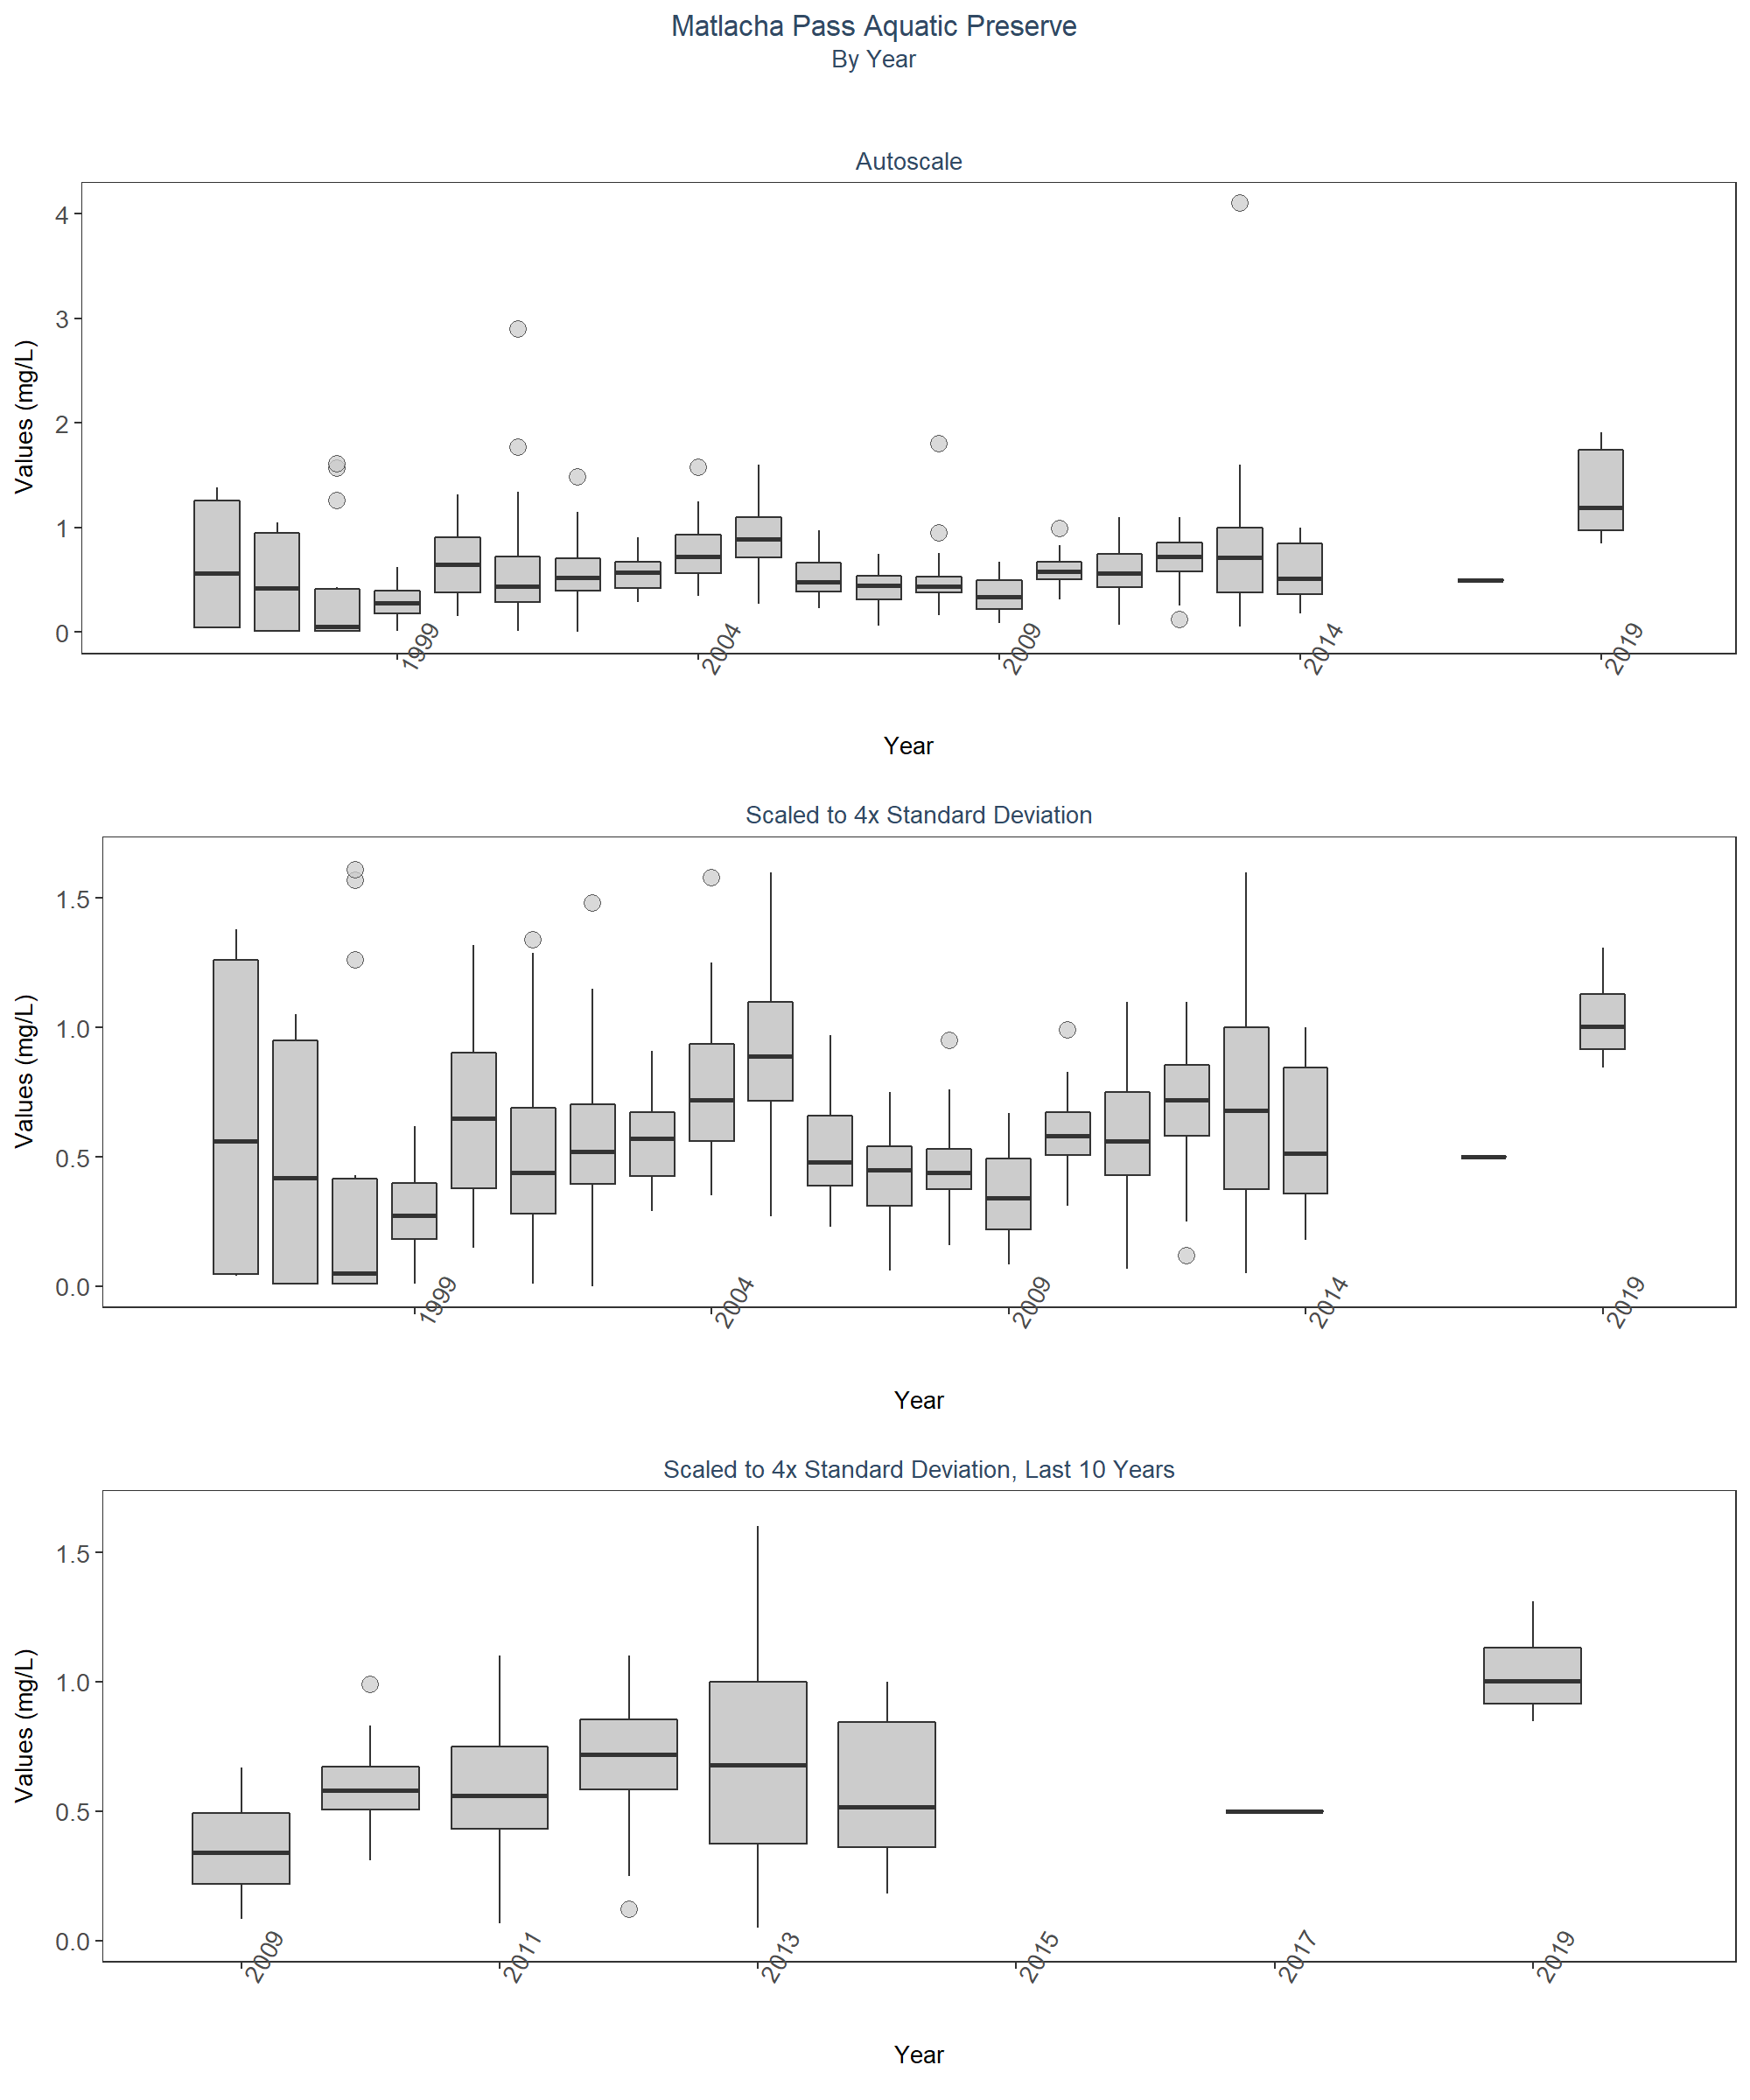 Matlacha Pass Aquatic Preserve
By Year
Autoscale
Values (mg/L)
4
3
2
1
0
1999
2004
2009
2014
2019
Year
Scaled to 4x Standard Deviation
Values (mg/L)
1.5
1.0
0.5
0.0
1999
2004
2009
2014
2019
Year
Scaled to 4x Standard Deviation, Last 10 Years
Values (mg/L)
1.5
1.0
0.5
0.0
2009
2011
2013
2015
2017
2019
Year